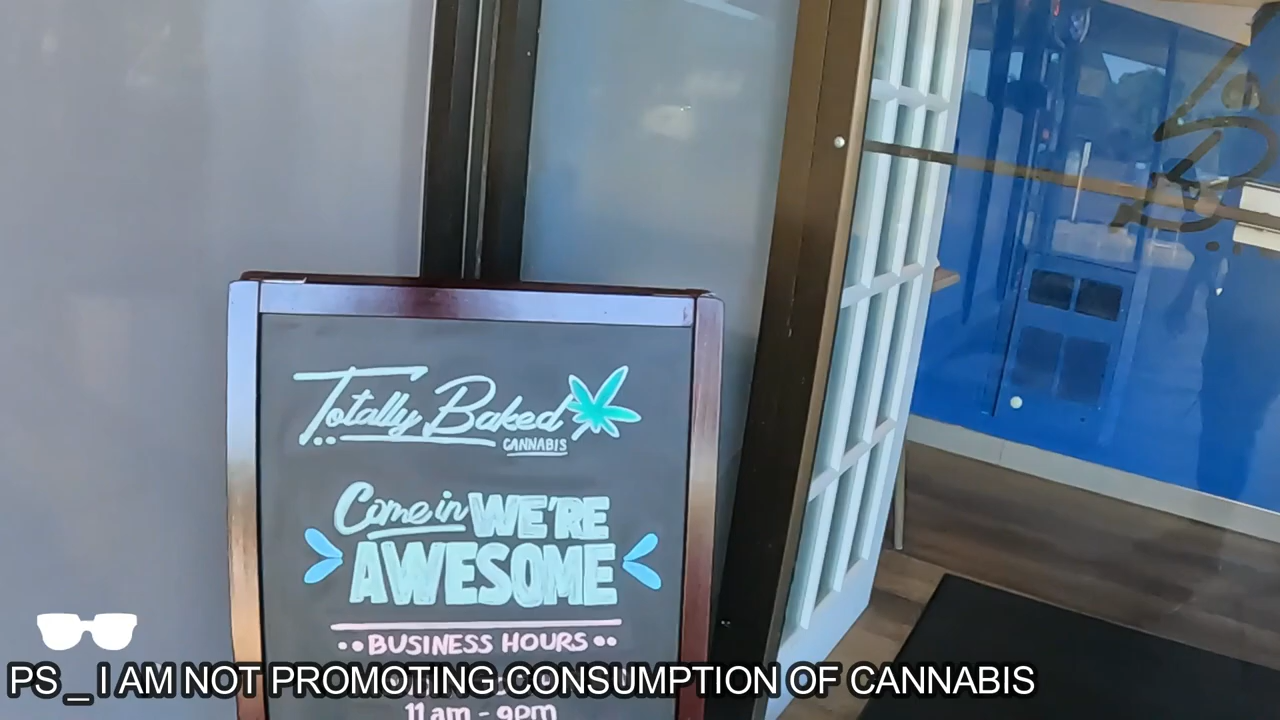 Totally Baked
CANNABIS
Come in WE'RE
AWESOME
BUSINESS HOURS
11am - 9pm
PS _ I AM NOT PROMOTING CONSUMPTION OF CANNABIS